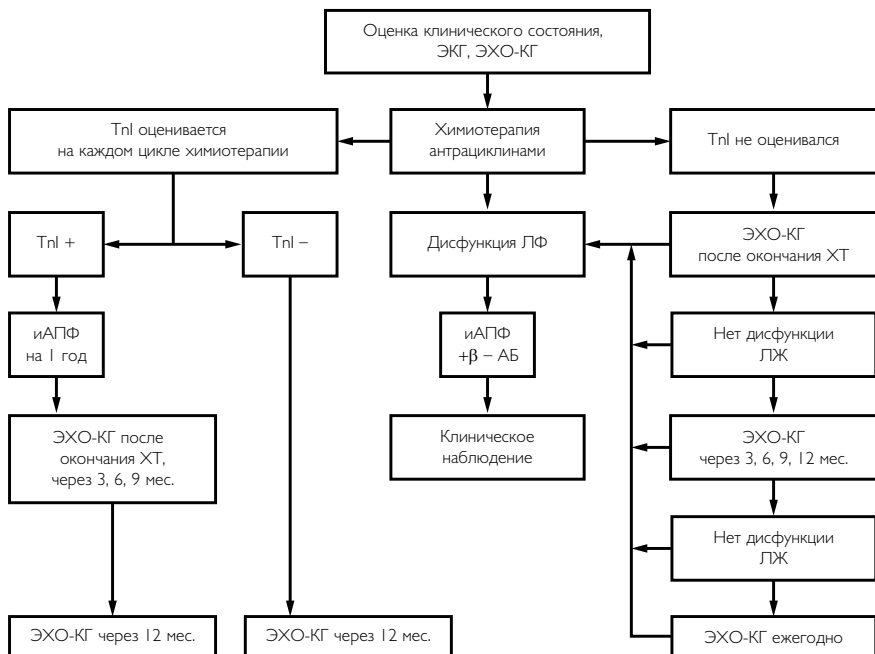 Оценка клинического состояния,
ЭКГ, ЭХО-КГ
TnI оценивается
на каждом цикле химиотерапии
Химиотерапия
антрациклинами
TnI не оценивался
TnI +
TnI –
Дисфункция ЛФ
ЭХО-КГ
после окончания ХТ
иАПФ
на 1 год
иАПФ
+β – АБ
Нет дисфункции
ЛЖ
ЭХО-КГ после
окончания ХТ,
через 3, 6, 9 мес.
Клиническое
наблюдение
ЭХО-КГ
через 3, 6, 9, 12 мес.
Нет дисфункции
ЛЖ
ЭХО-КГ через 12 мес.
ЭХО-КГ через 12 мес.
ЭХО-КГ ежегодно